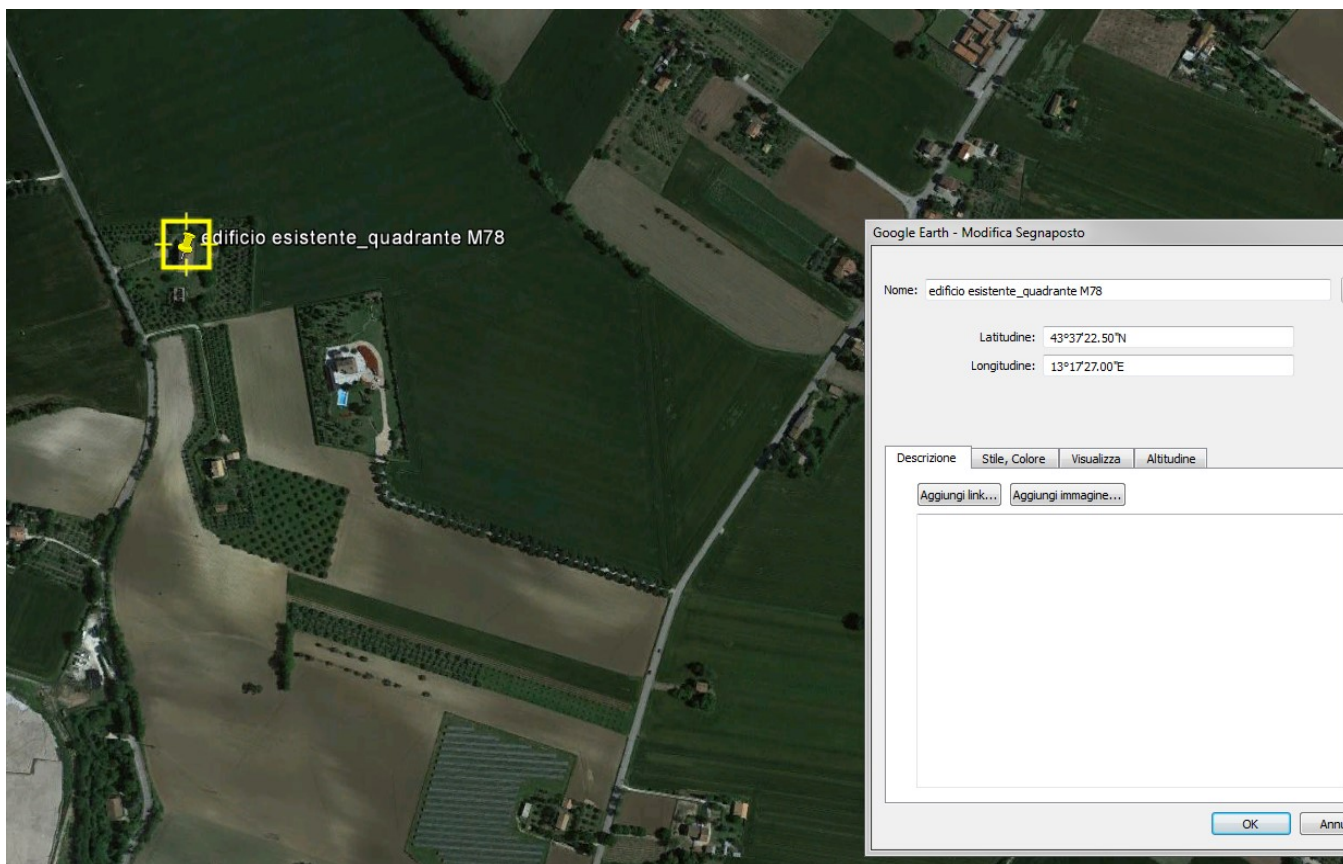 edificio esistente_quadrante M78
Google Earth - Modifica Segnaposto
Nome: edificio esistente_quadrante M78
Latitudine: 43°37'22.50"N
Longitudine: 13°17'27.00"E
Descrizione Stile, Colore Visualizza Altitudine
Aggiungi link... Aggiungi immagine...
OK Annu